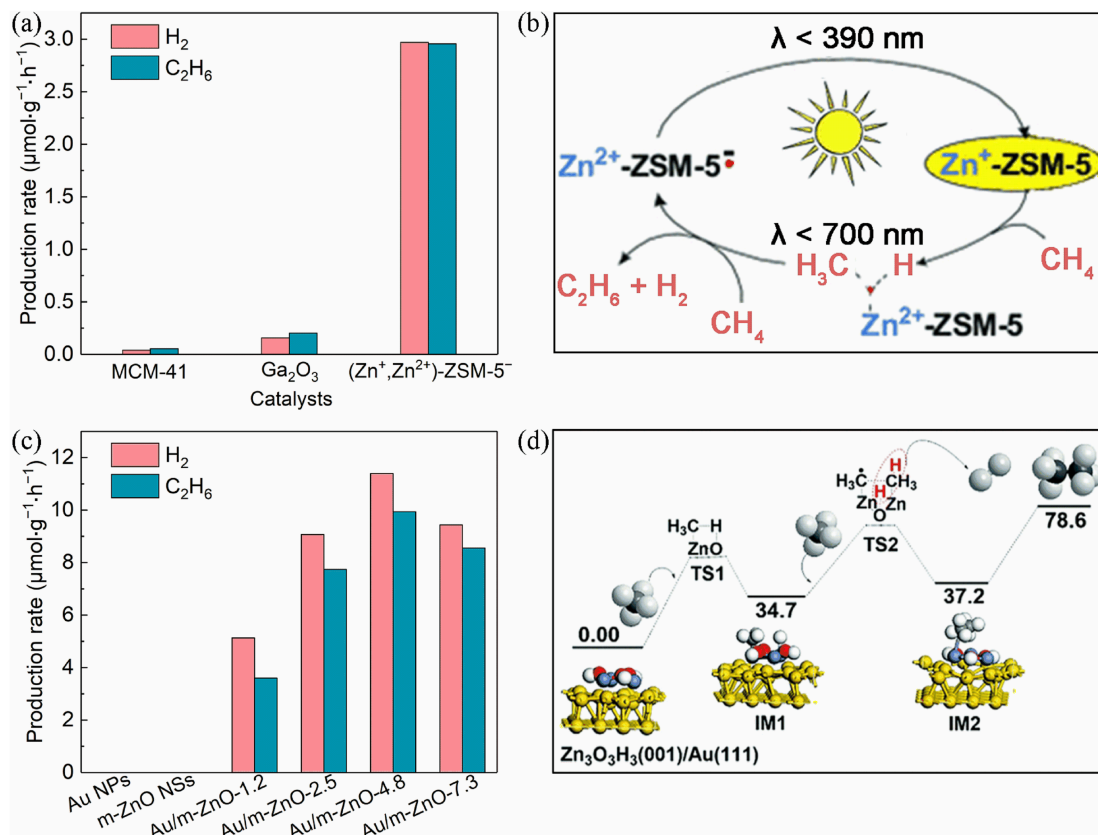 (a)
H₂
C₂H₆
Production rate (μmol·g⁻¹·h⁻¹)
3.0
2.5
2.0
1.5
1.0
0.5
0.0
MCM-41
Ga₂O₃
(Zn⁺,Zn²⁺)-ZSM-5⁻
Catalysts
(b)
λ < 390 nm
Zn²⁺-ZSM-5⁻•
Zn⁺-ZSM-5
λ < 700 nm
H₃C
H
CH₄
C₂H₆ + H₂
CH₄
Zn²⁺-ZSM-5
(c)
H₂
C₂H₆
Production rate (μmol·g⁻¹·h⁻¹)
12
10
8
6
4
2
0
Au NPs
m-ZnO NSs
Au/m-ZnO-1.2
Au/m-ZnO-2.5
Au/m-ZnO-4.8
Au/m-ZnO-7.3
(d)
H
H₃C
CH₃
H
Zn
Zn
O
TS2
H₃C
H
ZnO
TS1
78.6
0.00
34.7
37.2
IM1
IM2
Zn₃O₃H₃(001)/Au(111)